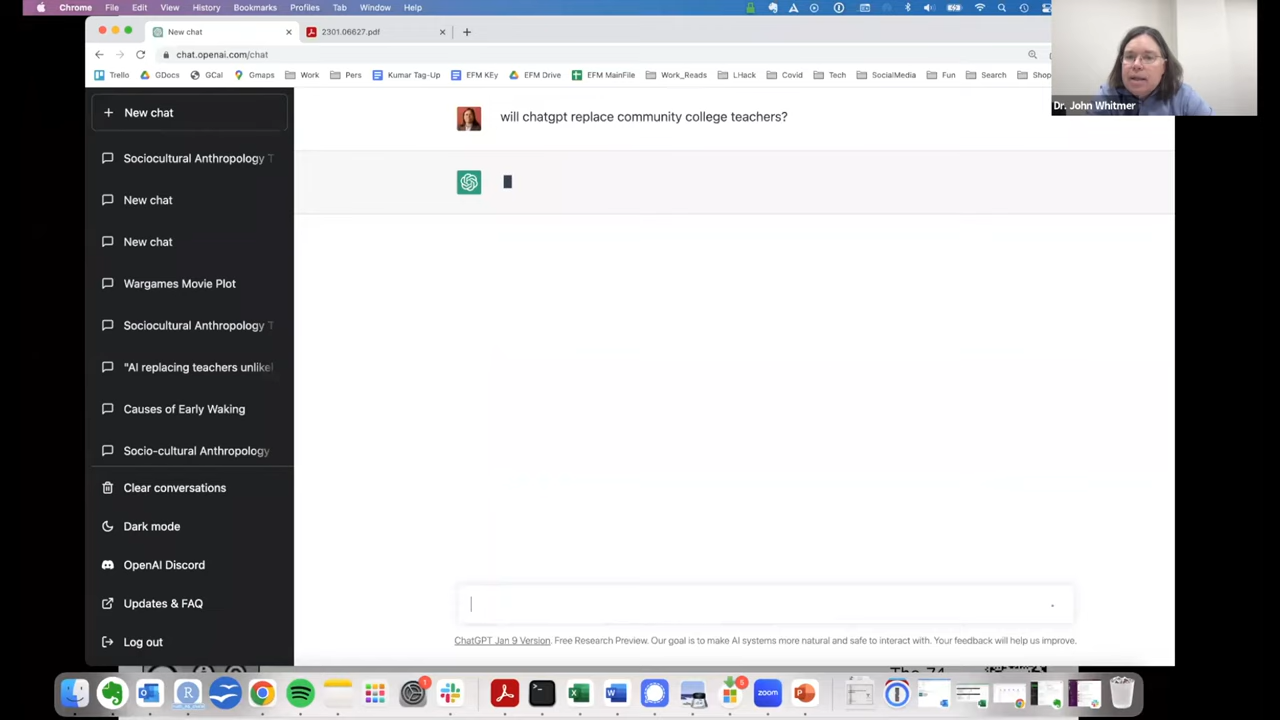 Chrome File Edit View History Bookmarks Profiles Tab Window Help
New chat
2301.06627.pdf
chat.openai.com/chat
Trello GDocs GCal Gmaps Work Pers Kumar Tag-Up EFM KEy EFM Drive EFM MainFile Work_Reads LHack Covid Tech SocialMedia Fun Search Shop
Dr. John Whitmer
New chat
will chatgpt replace community college teachers?
Sociocultural Anthropology T
New chat
New chat
Wargames Movie Plot
Sociocultural Anthropology T
"AI replacing teachers unlikel
Causes of Early Waking
Socio-cultural Anthropology
Clear conversations
Dark mode
OpenAI Discord
Updates & FAQ
Log out
ChatGPT Jan 9 Version. Free Research Preview. Our goal is to make AI systems more natural and safe to interact with. Your feedback will help us improve.
The 74
zoom